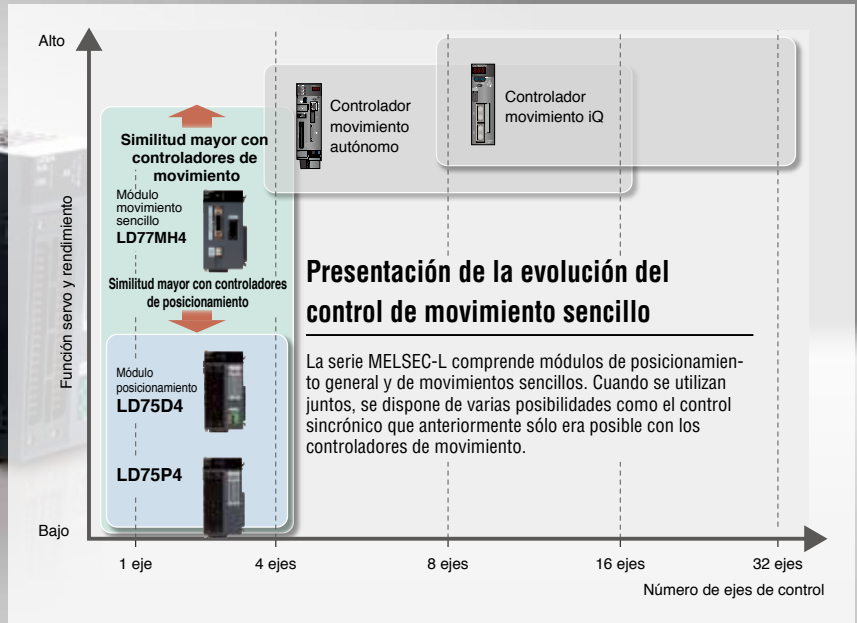 Alto
Función servo y rendimiento
Bajo
Similitud mayor con
controladores de
movimiento
Módulo
movimiento
sencillo
LD77MH4
Similitud mayor con controladores
de posicionamiento
Módulo
posicionamiento
LD75D4
LD75P4
Controlador
movimiento
autónomo
Controlador
movimiento iQ
Presentación de la evolución del
control de movimiento sencillo
La serie MELSEC-L comprende módulos de posicionamien-
to general y de movimientos sencillos. Cuando se utilizan
juntos, se dispone de varias posibilidades como el control
sincrónico que anteriormente sólo era posible con los
controladores de movimiento.
1 eje
4 ejes
8 ejes
16 ejes
32 ejes
Número de ejes de control